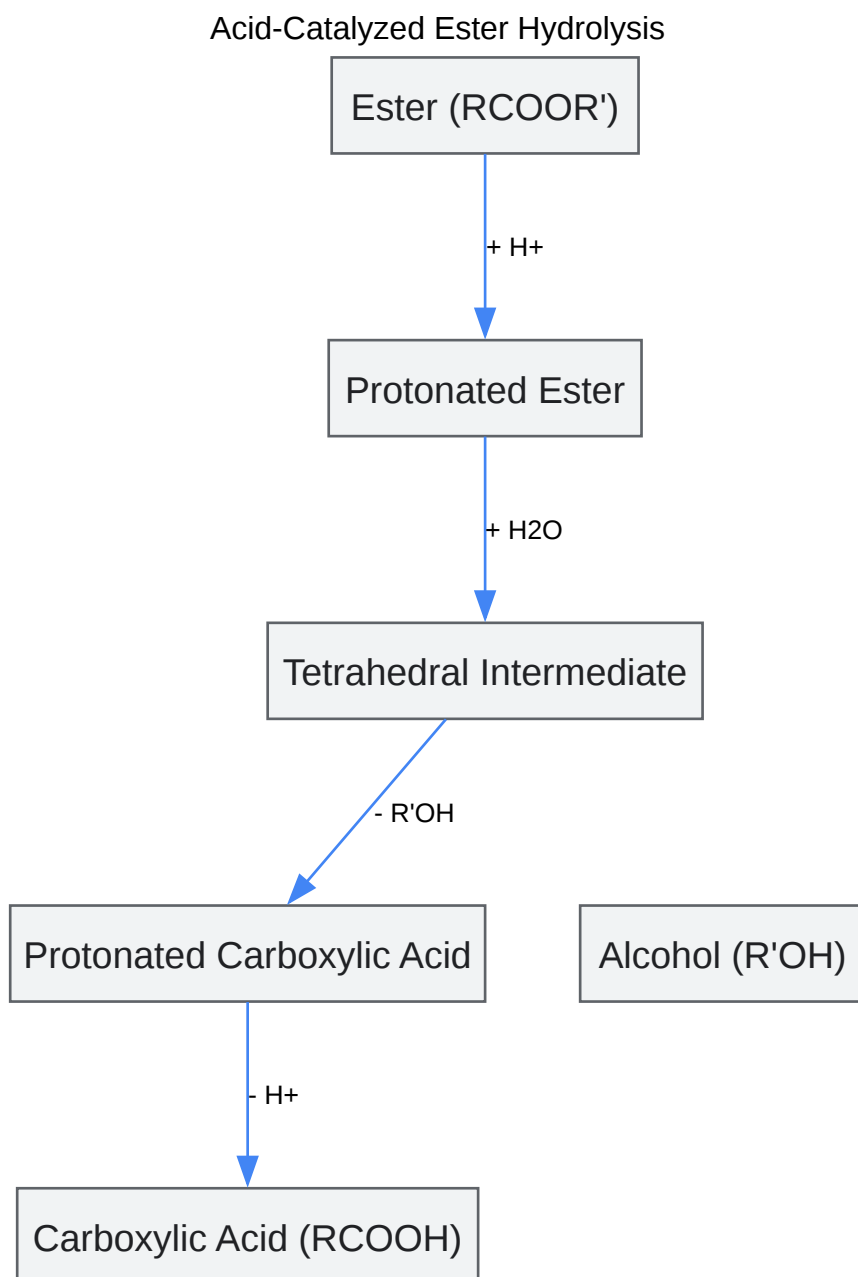 Acid-Catalyzed Ester Hydrolysis
Ester (RCOOR')
+ H+
Protonated Ester
+ H2O
Tetrahedral Intermediate
- R'OH
Protonated Carboxylic Acid
Alcohol (R'OH)
- H+
Carboxylic Acid (RCOOH)